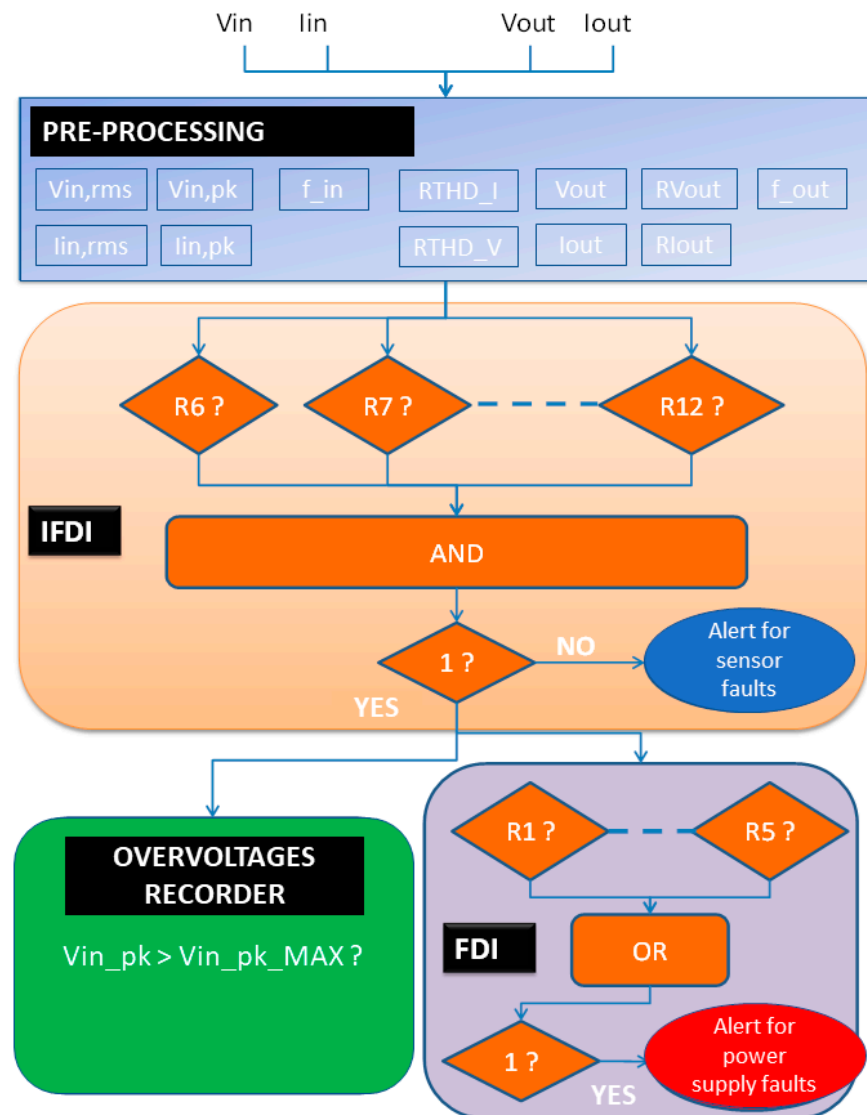 Vin Iin Vout Iout
PRE-PROCESSING
Vin,rms Vin,pk f_in RTHD_I Vout RVout f_out
Iin,rms Iin,pk RTHD_V Iout RIout
R6 ? R7 ? R12 ?
IFDI
AND
1 ?
NO
YES
Alert for
sensor
faults
OVERVOLTAGES
RECORDER
Vin_pk > Vin_pk_MAX ?
R1 ? R5 ?
FDI
OR
1 ?
YES
Alert for
power
supply faults